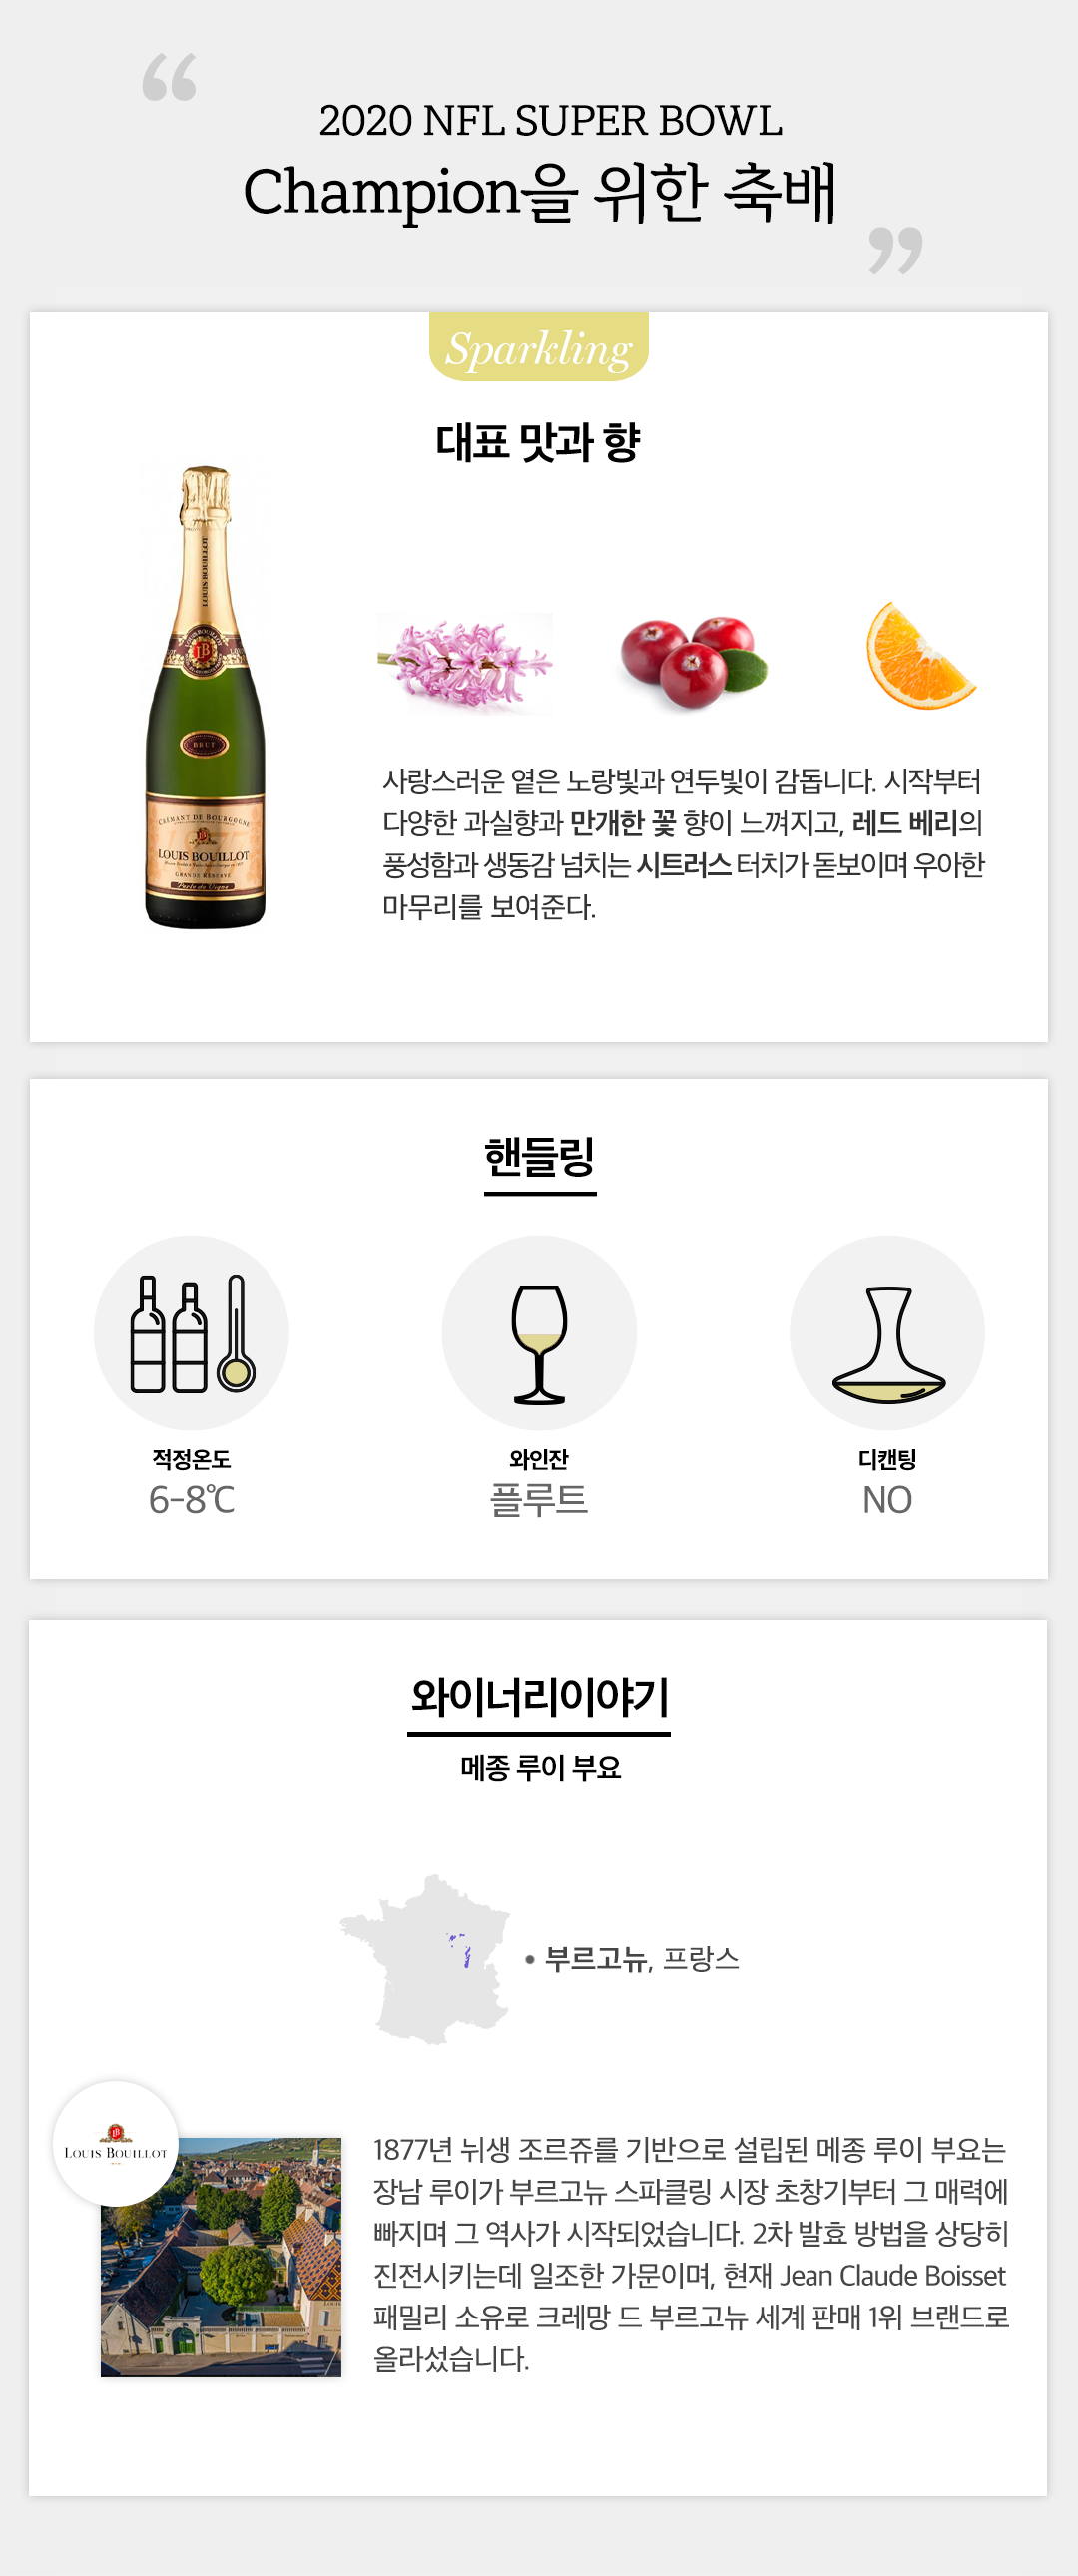 “
2020 NFL SUPER BOWL
Champion을 위한 축배
”
Sparkling
대표 맛과 향
LOUIS BOUILLOT
LOUIS BOUILLOT
LB
BRUT
CRÉMANT DE BOURGOGNE
LOUIS BOUILLOT
GRANDE RÉSERVE
Perle de Vigne
사랑스러운 옅은 노랑빛과 연두빛이 감돕니다. 시작부터
다양한 과실향과 만개한 꽃 향이 느껴지고, 레드 베리의
풍성함과 생동감 넘치는 시트러스 터치가 돋보이며 우아한
마무리를 보여준다.
핸들링
적정온도
6-8℃
와인잔
플루트
디캔팅
NO
와이너리이야기
메종 루이 부요
• 부르고뉴, 프랑스
LB
LOUIS BOUILLOT
1877년 뉘생 조르쥬를 기반으로 설립된 메종 루이 부요는
장남 루이가 부르고뉴 스파클링 시장 초창기부터 그 매력에
빠지며 그 역사가 시작되었습니다. 2차 발효 방법을 상당히
진전시키는데 일조한 가문이며, 현재 Jean Claude Boisset
패밀리 소유로 크레망 드 부르고뉴 세계 판매 1위 브랜드로
올라섰습니다.